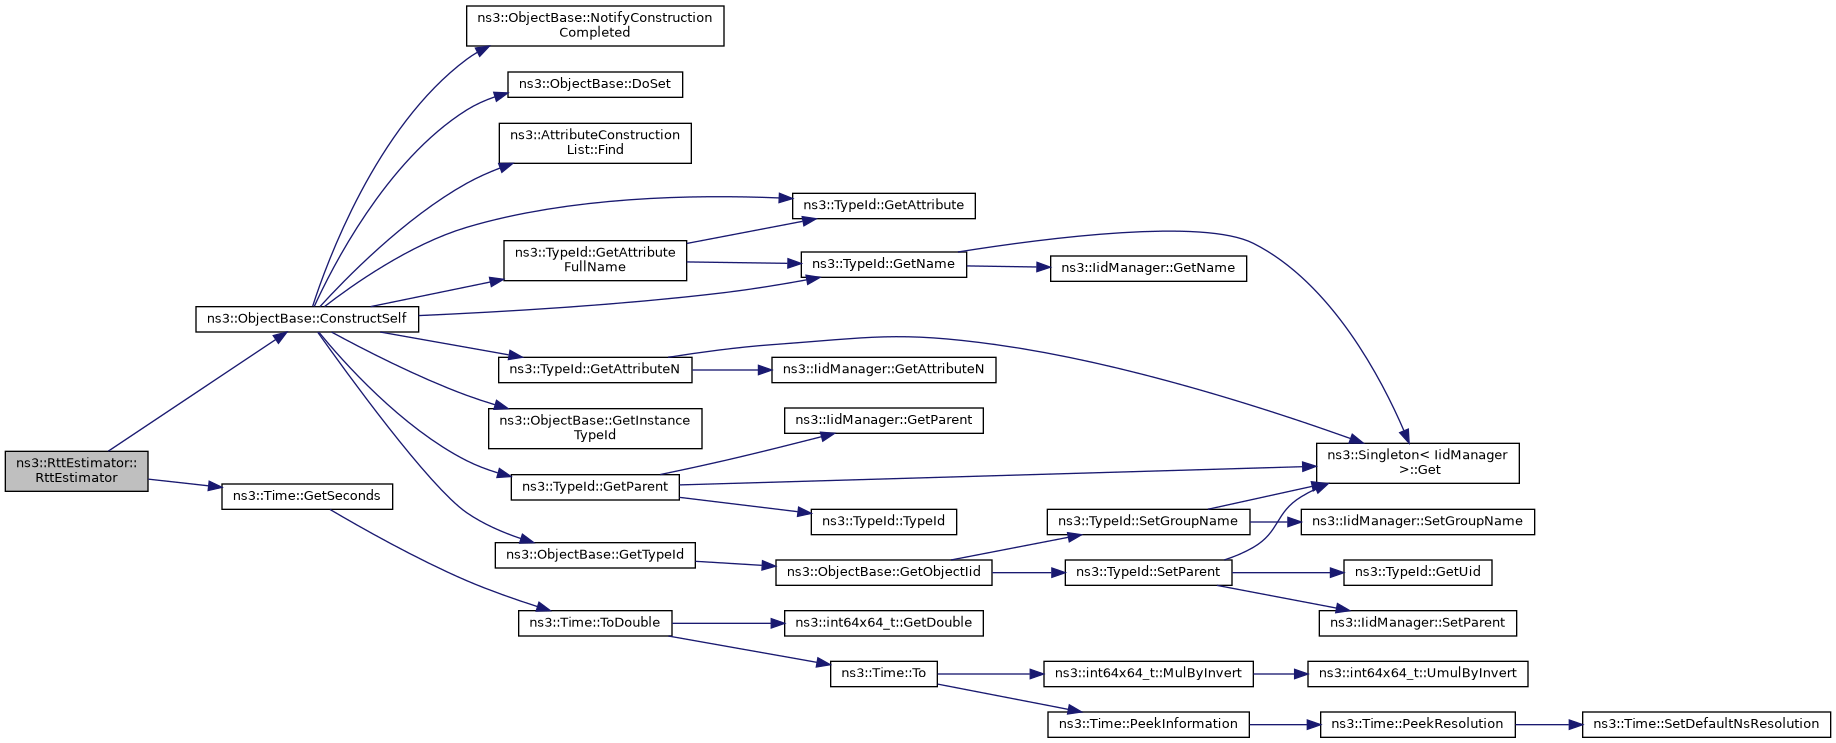 ns3::ObjectBase::NotifyConstruction
Completed
ns3::ObjectBase::DoSet
ns3::AttributeConstruction
List::Find
ns3::TypeId::GetAttribute
ns3::TypeId::GetAttribute
FullName
ns3::TypeId::GetName
ns3::IidManager::GetName
ns3::ObjectBase::ConstructSelf
ns3::TypeId::GetAttributeN
ns3::IidManager::GetAttributeN
ns3::ObjectBase::GetInstance
TypeId
ns3::IidManager::GetParent
ns3::Singleton< IidManager
>::Get
ns3::RttEstimator::
RttEstimator
ns3::Time::GetSeconds
ns3::TypeId::GetParent
ns3::TypeId::TypeId
ns3::TypeId::SetGroupName
ns3::IidManager::SetGroupName
ns3::ObjectBase::GetTypeId
ns3::ObjectBase::GetObjectIid
ns3::TypeId::SetParent
ns3::TypeId::GetUid
ns3::Time::ToDouble
ns3::int64x64_t::GetDouble
ns3::IidManager::SetParent
ns3::Time::To
ns3::int64x64_t::MulByInvert
ns3::int64x64_t::UmulByInvert
ns3::Time::PeekInformation
ns3::Time::PeekResolution
ns3::Time::SetDefaultNsResolution